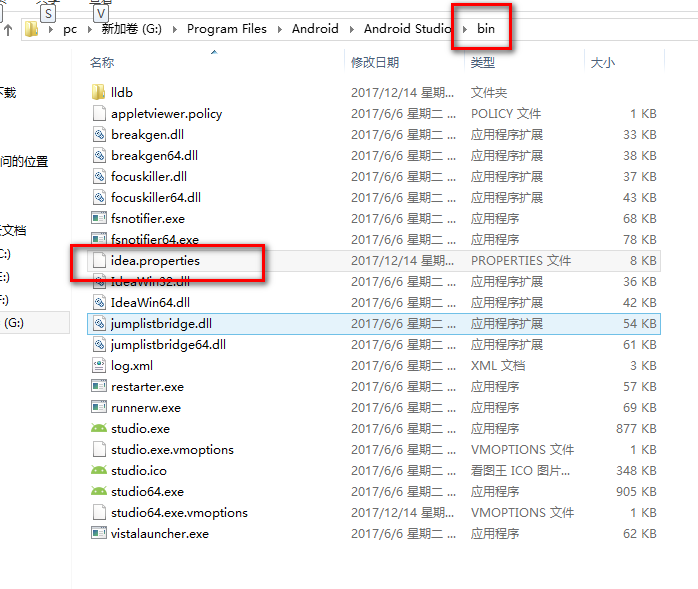 S
V
pc 新加卷 (G:) Program Files Android Android Studio bin
名称 修改日期 类型 大小
lldb 2017/12/14 星期... 文件夹
appletviewer.policy 2017/6/6 星期二 ... POLICY 文件 1 KB
breakgen.dll 2017/6/6 星期二 ... 应用程序扩展 33 KB
breakgen64.dll 2017/6/6 星期二 ... 应用程序扩展 38 KB
focuskiller.dll 2017/6/6 星期二 ... 应用程序扩展 37 KB
focuskiller64.dll 2017/6/6 星期二 ... 应用程序扩展 43 KB
fsnotifier.exe 2017/6/6 星期二 ... 应用程序 68 KB
fsnotifier64.exe 2017/6/6 星期二 ... 应用程序 78 KB
idea.properties 2017/12/14 星期... PROPERTIES 文件 8 KB
IdeaWin32.dll 2017/6/6 星期二 ... 应用程序扩展 36 KB
IdeaWin64.dll 2017/6/6 星期二 ... 应用程序扩展 42 KB
jumplistbridge.dll 2017/6/6 星期二 ... 应用程序扩展 54 KB
jumplistbridge64.dll 2017/6/6 星期二 ... 应用程序扩展 61 KB
log.xml 2017/6/6 星期二 ... XML 文档 3 KB
restarter.exe 2017/6/6 星期二 ... 应用程序 57 KB
runnerw.exe 2017/6/6 星期二 ... 应用程序 69 KB
studio.exe 2017/6/6 星期二 ... 应用程序 877 KB
studio.exe.vmoptions 2017/6/6 星期二 ... VMOPTIONS 文件 1 KB
studio.ico 2017/6/6 星期二 ... 看图王 ICO 图片... 348 KB
studio64.exe 2017/6/6 星期二 ... 应用程序 905 KB
studio64.exe.vmoptions 2017/12/14 星期... VMOPTIONS 文件 1 KB
vistalauncher.exe 2017/6/6 星期二 ... 应用程序 62 KB
下载
问的位置
文档
C:)
E:)
F:)
(G:)